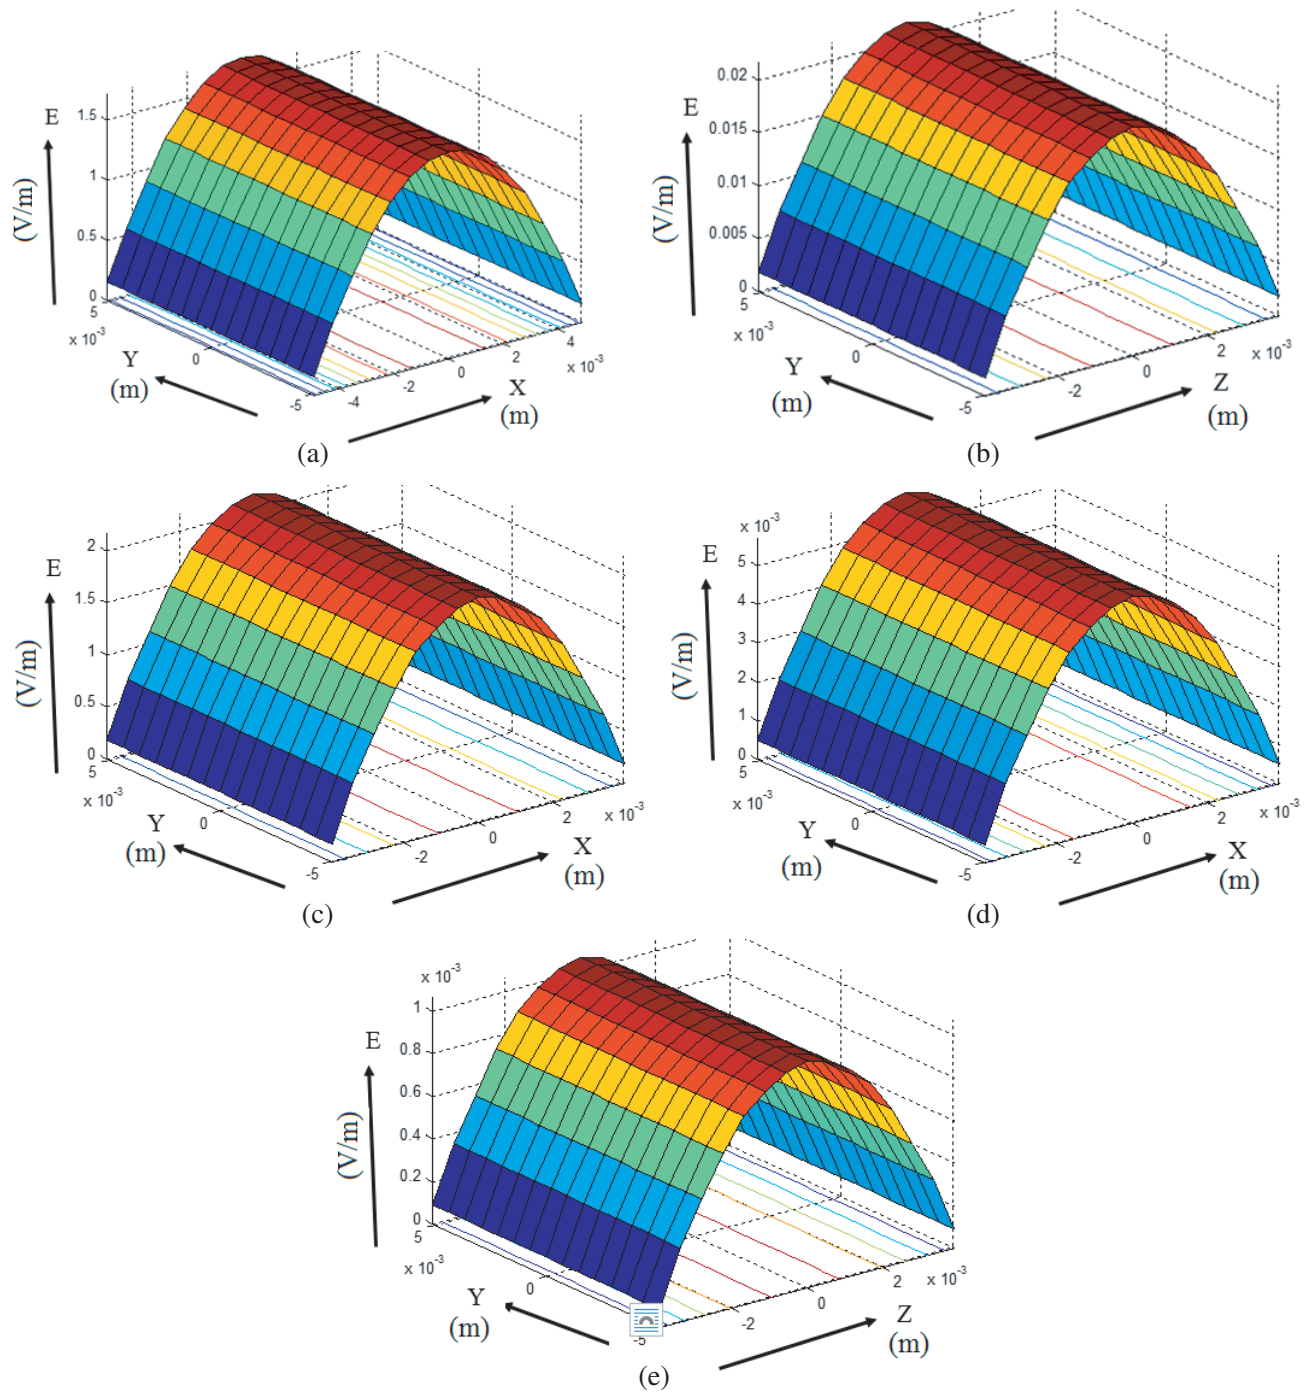 E
(V/m)
1.5
1
0.5
0
5
x 10-3
0
-5
Y
(m)
-4
-2
0
2
4
x 10-3
X
(m)
(a)
E
(V/m)
0.02
0.015
0.01
0.005
0
5
x 10-3
0
-5
Y
(m)
-2
0
2
x 10-3
Z
(m)
(b)
E
(V/m)
2
1.5
1
0.5
0
5
x 10-3
0
-5
Y
(m)
-2
0
2
x 10-3
X
(m)
(c)
x 10-3
E
(V/m)
5
4
3
2
1
0
5
x 10-3
0
-5
Y
(m)
-2
0
2
x 10-3
X
(m)
(d)
x 10-3
E
(V/m)
1
0.8
0.6
0.4
0.2
0
5
x 10-3
0
-5
Y
(m)
-2
0
2
x 10-3
Z
(m)
(e)